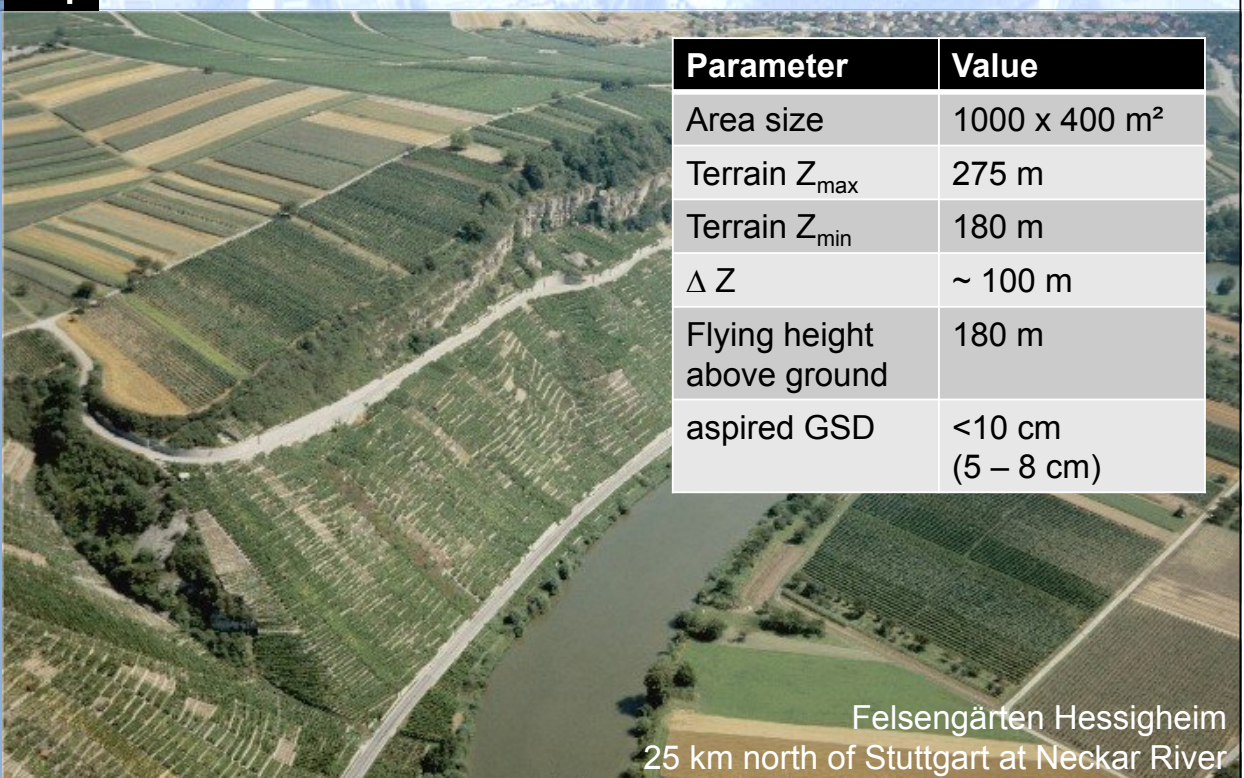 Parameter Value
Area size 1000 x 400 m²
Terrain Zmax 275 m
Terrain Zmin 180 m
∆ Z ~ 100 m
Flying height 180 m
above ground
aspired GSD <10 cm
(5 – 8 cm)
Felsengärten Hessigheim
25 km north of Stuttgart at Neckar River